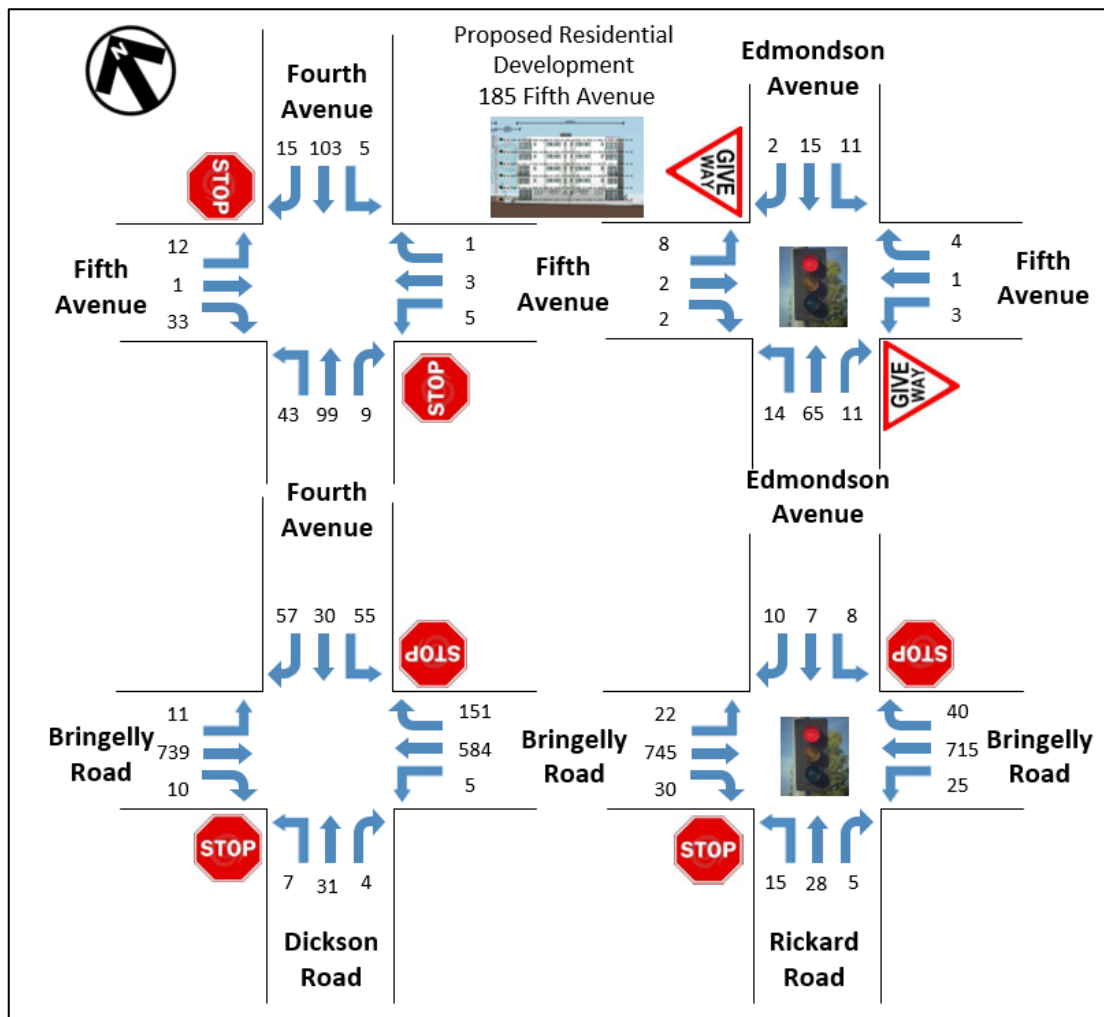 N
Proposed Residential
Development
185 Fifth Avenue
Edmondson
Avenue
Fourth
Avenue
15 103 5
2 15 11
STOP
GIVE
WAY
12
1
33
Fifth
Avenue
1
3
5
Fifth
Avenue
8
2
2
4
1
3
Fifth
Avenue
43 99 9
STOP
14 65 11
GIVE
WAY
Fourth
Avenue
Edmondson
Avenue
57 30 55
STOP
10 7 8
STOP
11
739
10
Bringelly
Road
151
584
5
Bringelly
Road
22
745
30
40
715
25
Bringelly
Road
STOP
7 31 4
STOP
15 28 5
Dickson
Road
Rickard
Road